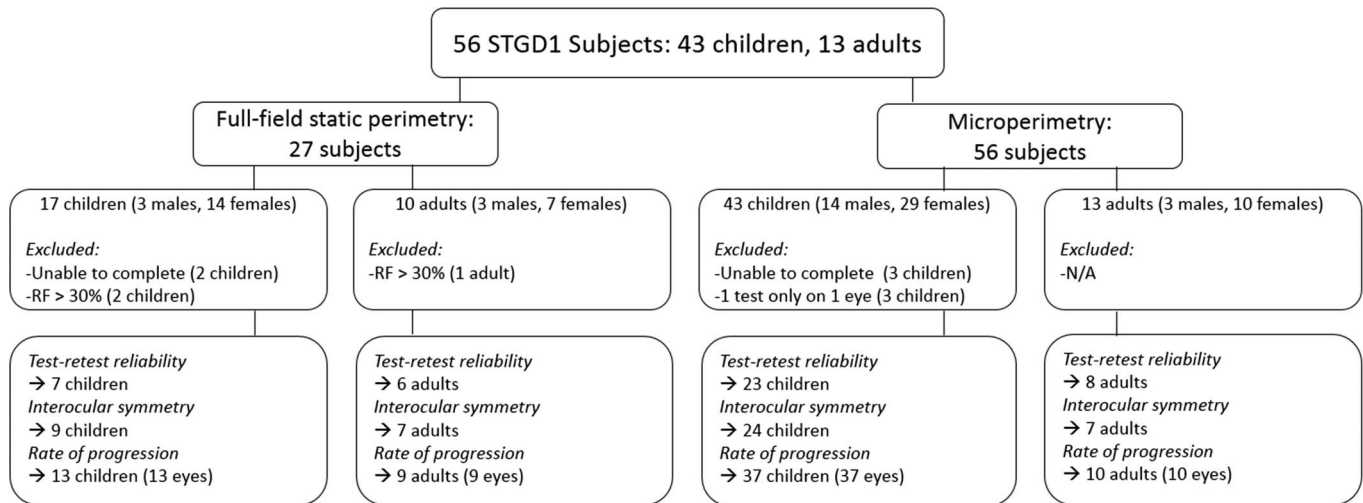 56 STGD1 Subjects: 43 children, 13 adults
Full-field static perimetry:
27 subjects
Microperimetry:
56 subjects
17 children (3 males, 14 females)
Excluded:
-Unable to complete (2 children)
-RF > 30% (2 children)
10 adults (3 males, 7 females)
Excluded:
-RF > 30% (1 adult)
43 children (14 males, 29 females)
Excluded:
-Unable to complete (3 children)
-1 test only on 1 eye (3 children)
13 adults (3 males, 10 females)
Excluded:
-N/A
Test-retest reliability
→ 7 children
Interocular symmetry
→ 9 children
Rate of progression
→ 13 children (13 eyes)
Test-retest reliability
→ 6 adults
Interocular symmetry
→ 7 adults
Rate of progression
→ 9 adults (9 eyes)
Test-retest reliability
→ 23 children
Interocular symmetry
→ 24 children
Rate of progression
→ 37 children (37 eyes)
Test-retest reliability
→ 8 adults
Interocular symmetry
→ 7 adults
Rate of progression
→ 10 adults (10 eyes)